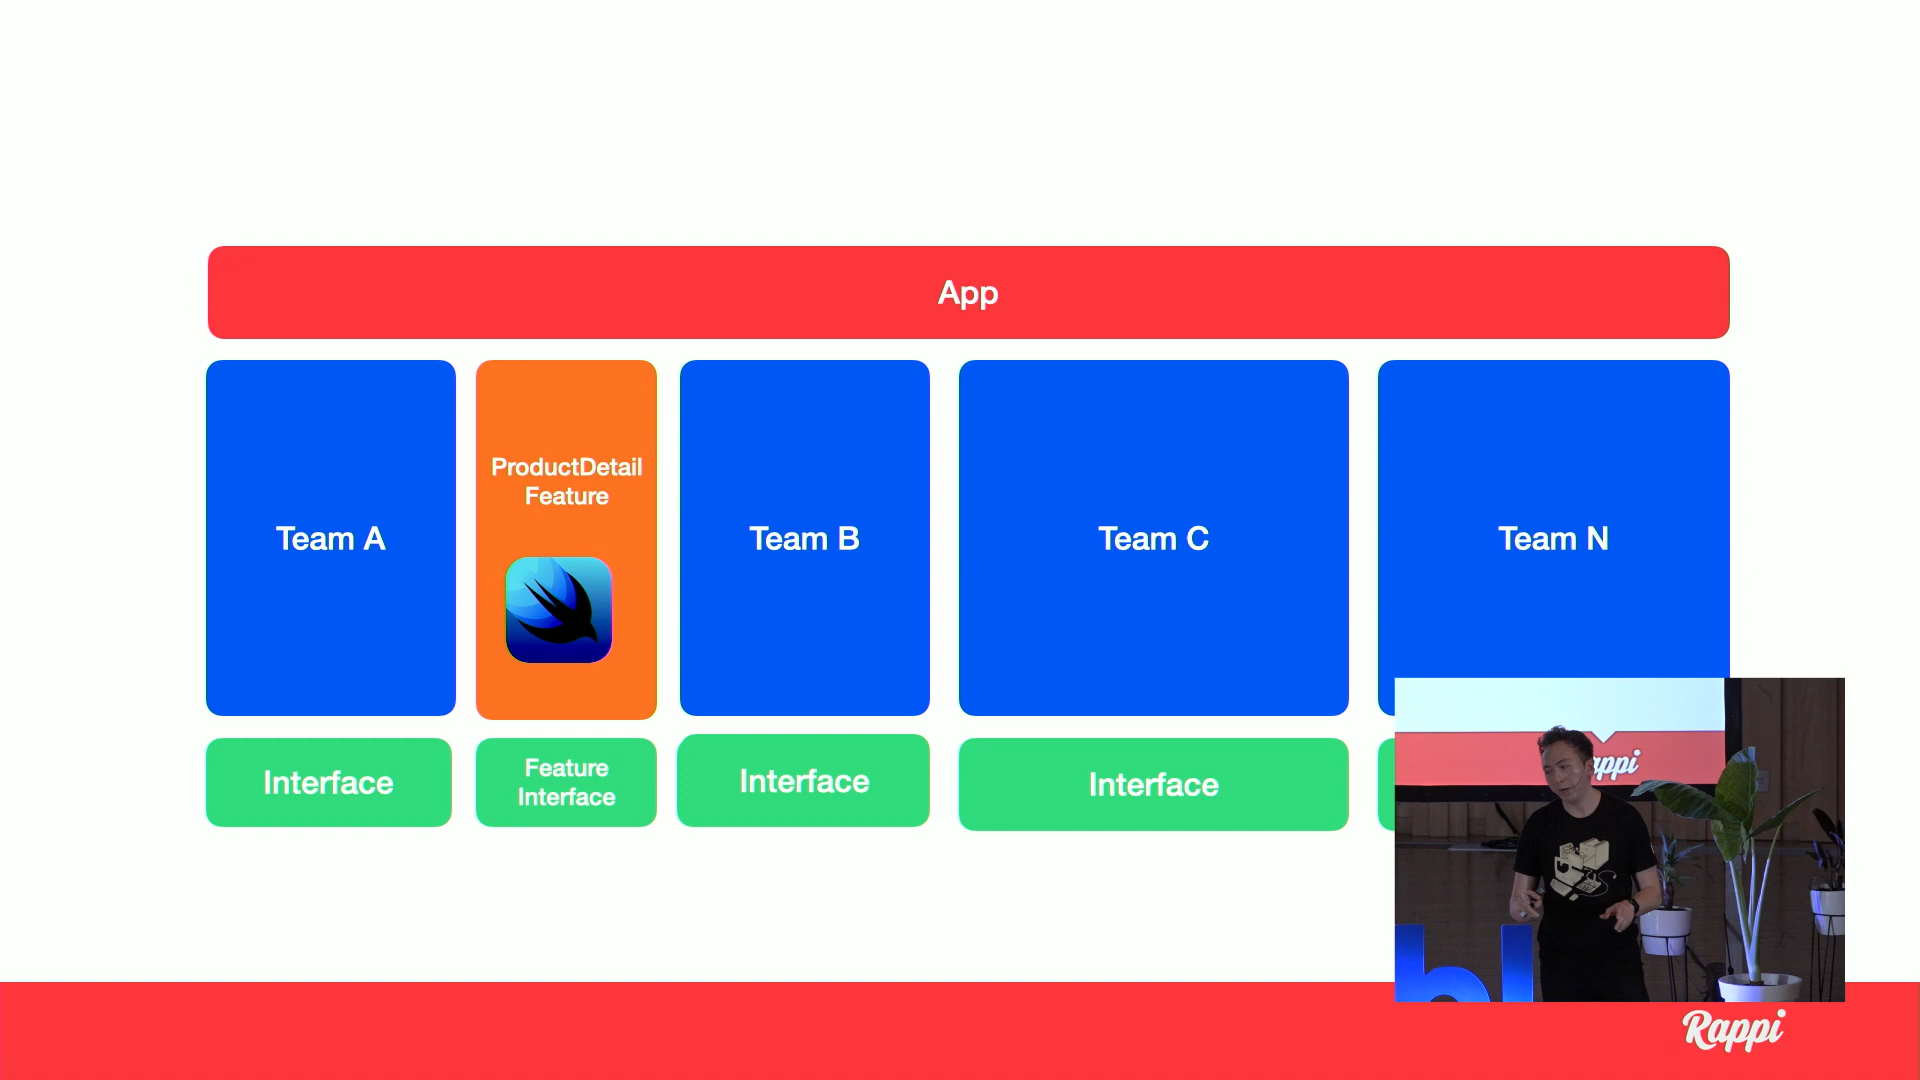 App
Team A
ProductDetail
Feature
Team B
Team C
Team N
Interface
Feature
Interface
Interface
Interface
Rappi